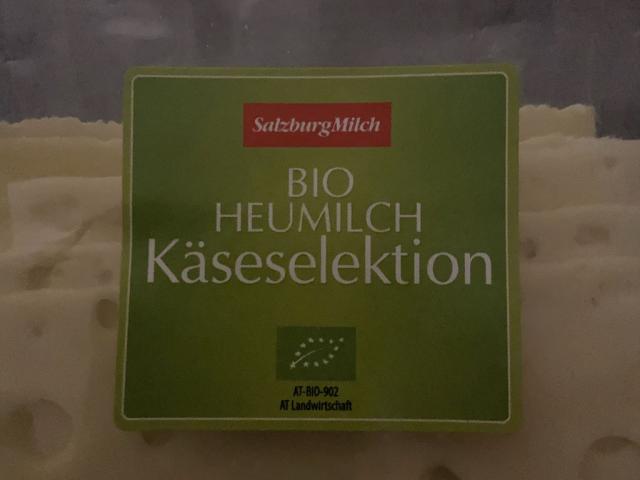 SalzburgMilch
BIO
HEUMILCH
Käseselektion
AT-BIO-902
AT Landwirtschaft